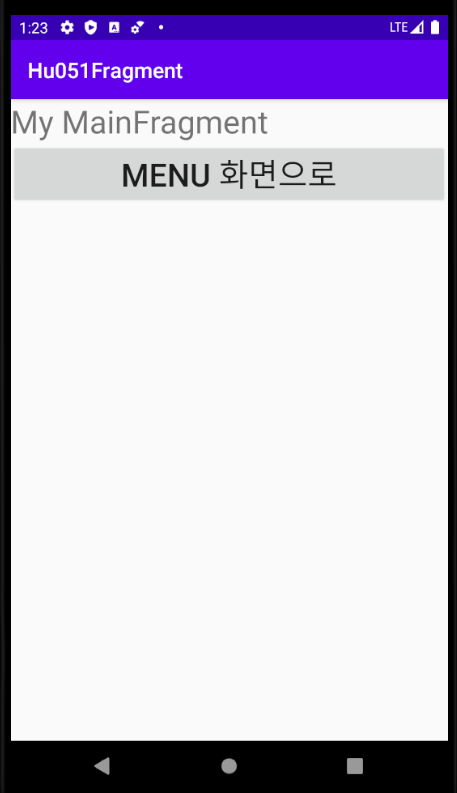 1:23 LTE
Hu051Fragment
My MainFragment
MENU 화면으로